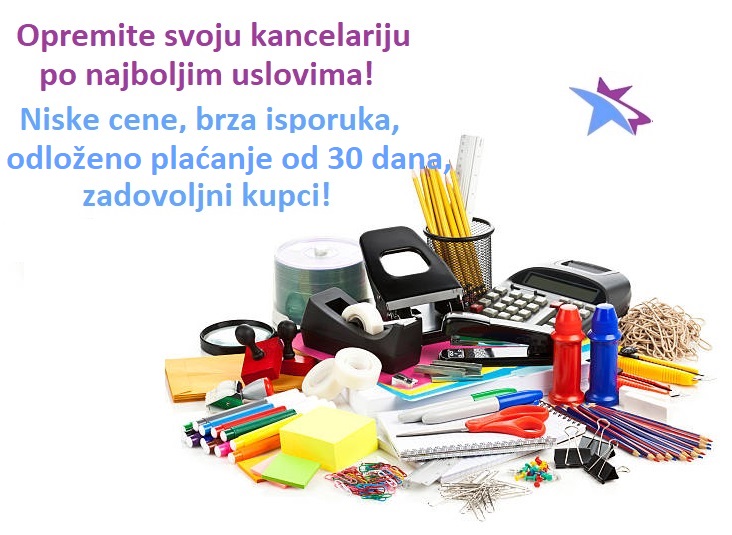 Opremite svoju kancelariju
po najboljim uslovima!
Niske cene, brza isporuka,
odloženo plaćanje od 30 dana,
zadovoljni kupci!